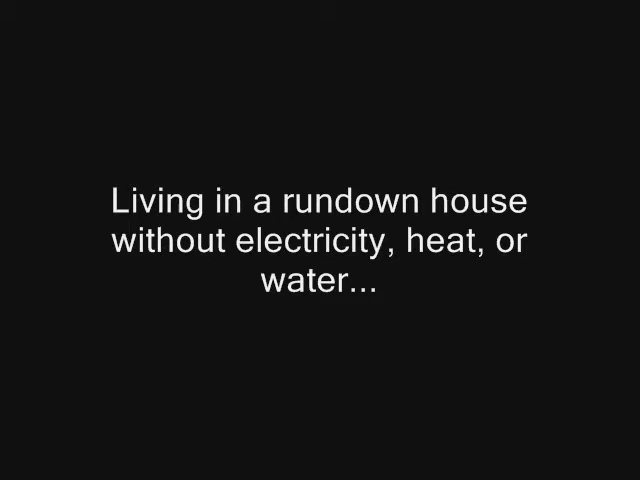 Living in a rundown house
without electricity, heat, or
water...